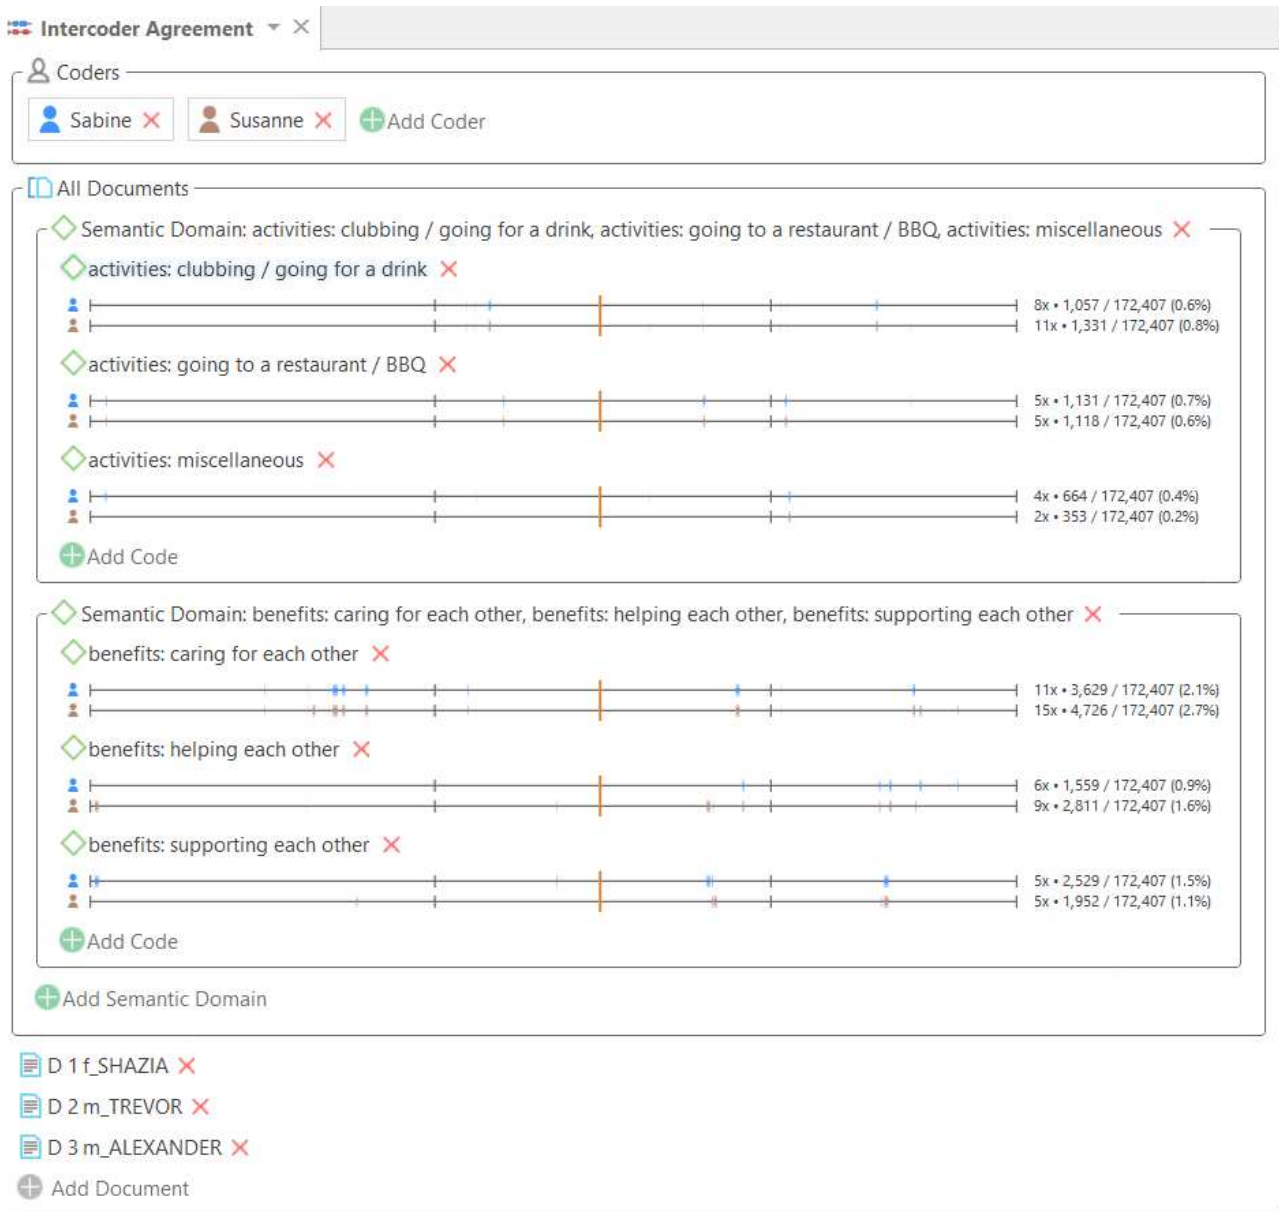 Intercoder Agreement
Coders
Sabine Susanne Add Coder
All Documents
Semantic Domain: activities: clubbing / going for a drink, activities: going to a restaurant / BBQ, activities: miscellaneous
activities: clubbing / going for a drink
8x • 1,057 / 172,407 (0.6%)
11x • 1,331 / 172,407 (0.8%)
activities: going to a restaurant / BBQ
5x • 1,131 / 172,407 (0.7%)
5x • 1,118 / 172,407 (0.6%)
activities: miscellaneous
4x • 664 / 172,407 (0.4%)
2x • 353 / 172,407 (0.2%)
Add Code
Semantic Domain: benefits: caring for each other, benefits: helping each other, benefits: supporting each other
benefits: caring for each other
11x • 3,629 / 172,407 (2.1%)
15x • 4,726 / 172,407 (2.7%)
benefits: helping each other
6x • 1,559 / 172,407 (0.9%)
9x • 2,811 / 172,407 (1.6%)
benefits: supporting each other
5x • 2,529 / 172,407 (1.5%)
5x • 1,952 / 172,407 (1.1%)
Add Code
Add Semantic Domain
D 1 f_SHAZIA
D 2 m_TREVOR
D 3 m_ALEXANDER
Add Document